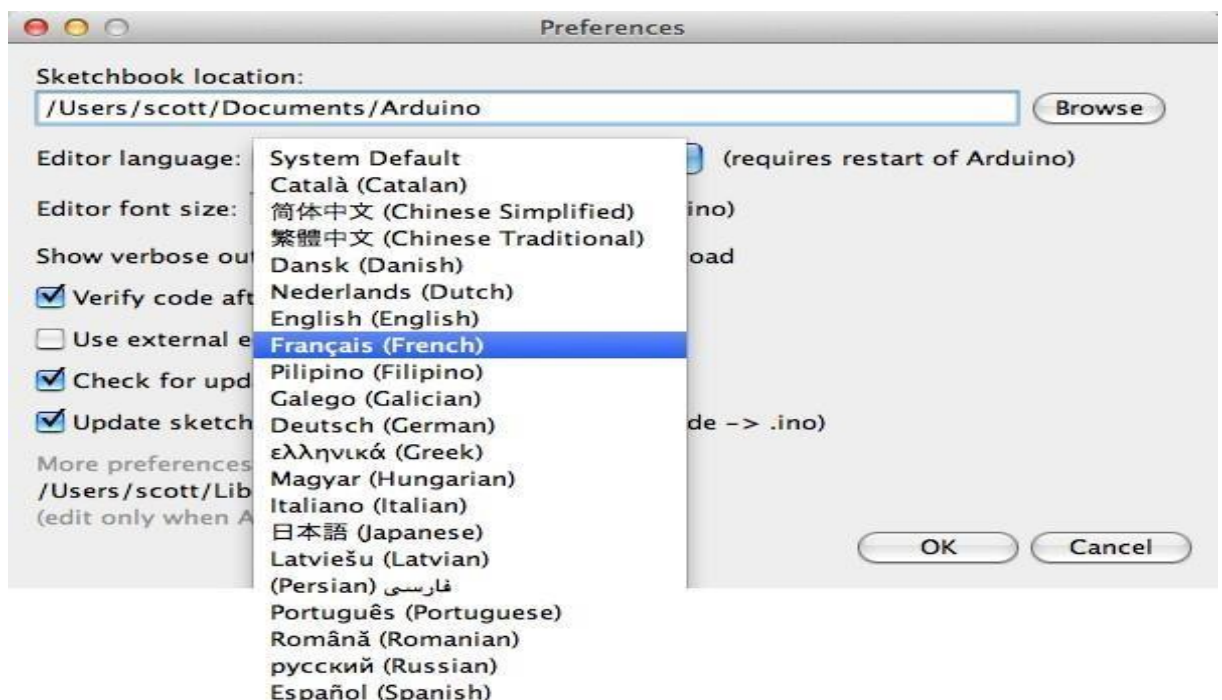 Preferences
Sketchbook location:
/Users/scott/Documents/Arduino
Browse
Editor language:
(requires restart of Arduino)
Editor font size:
ino)
Show verbose out
oad
Verify code aft
Use external e
Check for upd
Update sketch
de -> .ino)
More preferences
/Users/scott/Lib
(edit only when A
System Default
Català (Catalan)
简体中文 (Chinese Simplified)
繁體中文 (Chinese Traditional)
Dansk (Danish)
Nederlands (Dutch)
English (English)
Français (French)
Pilipino (Filipino)
Galego (Galician)
Deutsch (German)
ελληνικά (Greek)
Magyar (Hungarian)
Italiano (Italian)
日本語 (Japanese)
Latviešu (Latvian)
فارسی (Persian)
Português (Portuguese)
Română (Romanian)
русский (Russian)
Español (Spanish)
OK
Cancel